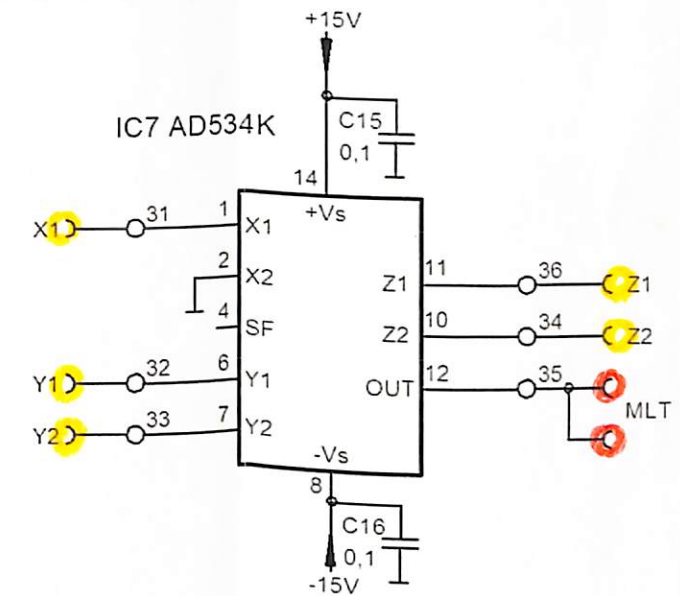 +15V
IC7 AD534K
C15
0,1
14
+Vs
X1
31
1
X1
2
X2
4
SF
Z1
11
36
Z1
Z2
10
34
Z2
Y1
32
6
Y1
OUT
12
35
MLT
Y2
33
7
Y2
-Vs
8
C16
0,1
-15V